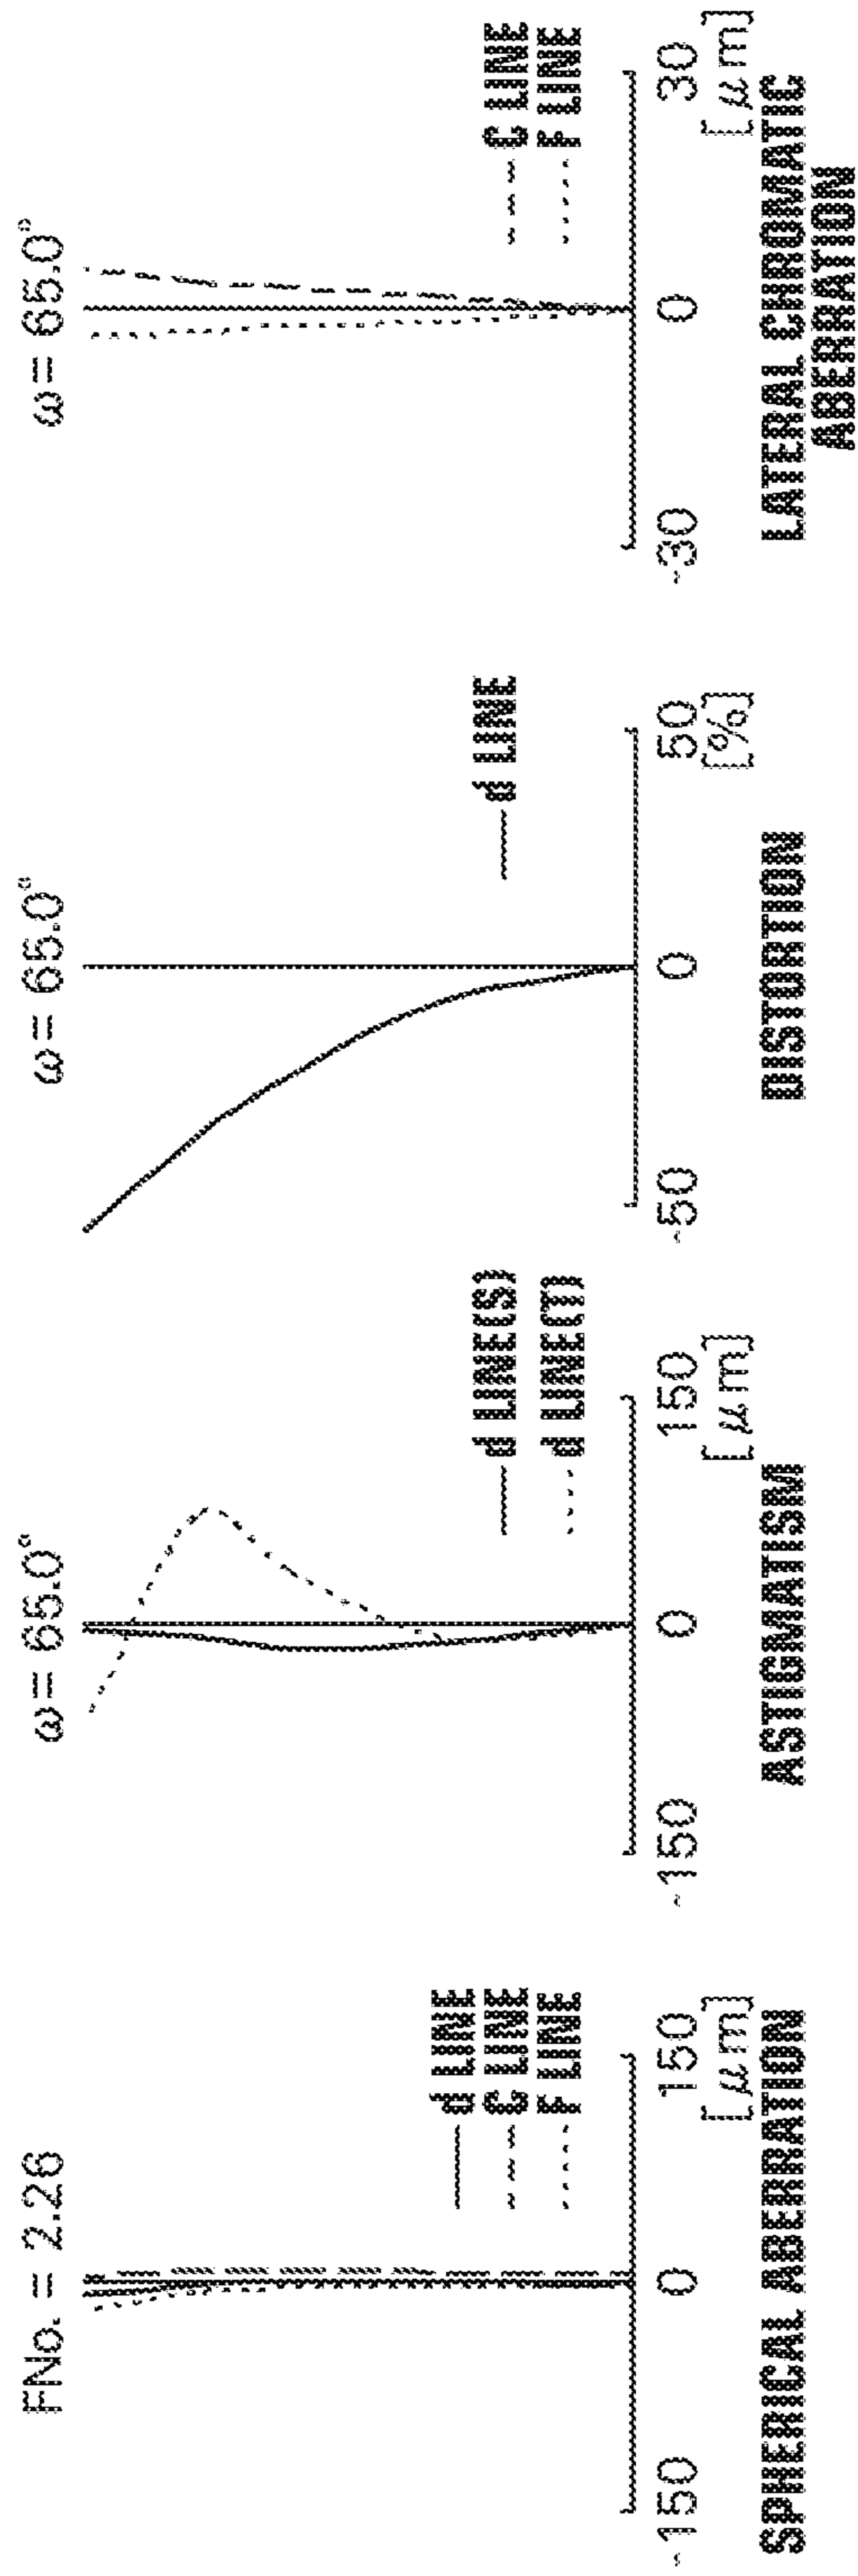 FNo. = 2.26
d LINE
C LINE
F LINE
-150
0
150
[μm]
SPHERICAL ABERRATION
ω= 65.0°
d LINE(S)
d LINE(T)
-150
0
150
[μm]
ASTIGMATISM
ω= 65.0°
d LINE
-50
0
50
[%]
DISTORTION
ω= 65.0°
C LINE
F LINE
-30
0
30
[μm]
LATERAL CHROMATIC
ABERRATION